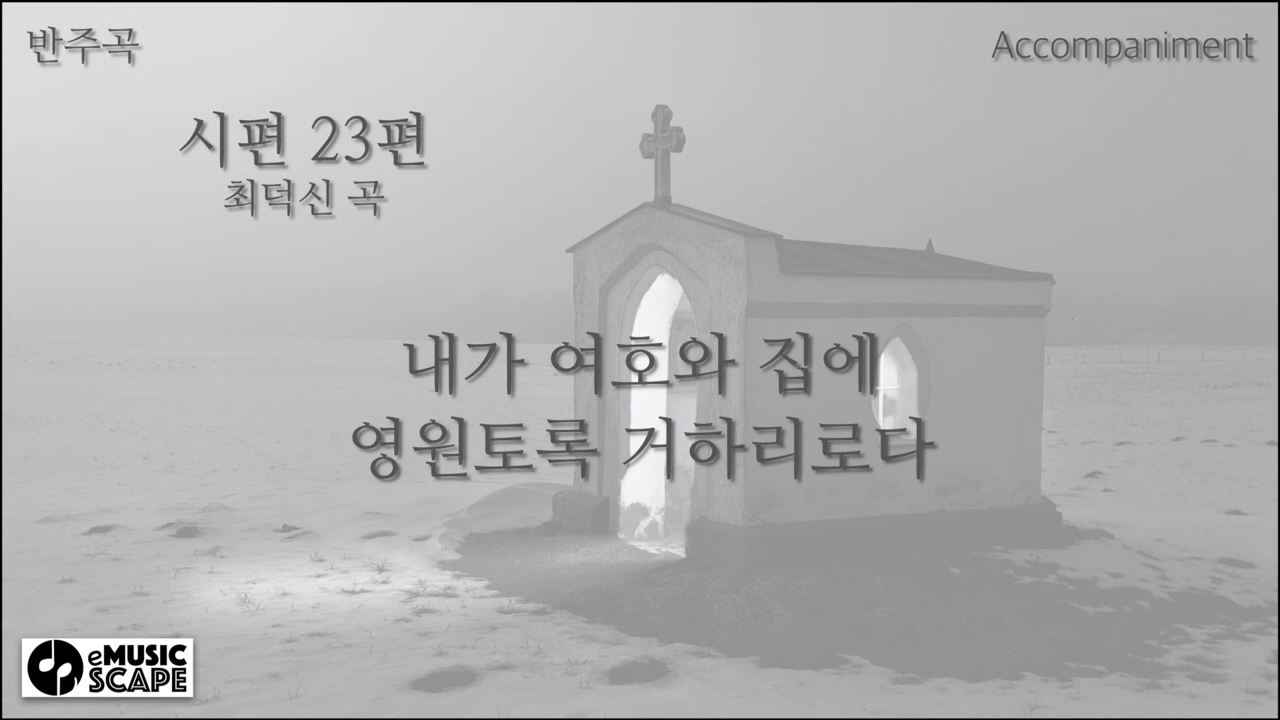 반주곡
Accompaniment
시편 23편
최덕신 곡
내가 여호와 집에
영원토록 거하리로다
eMUSIC
SCAPE